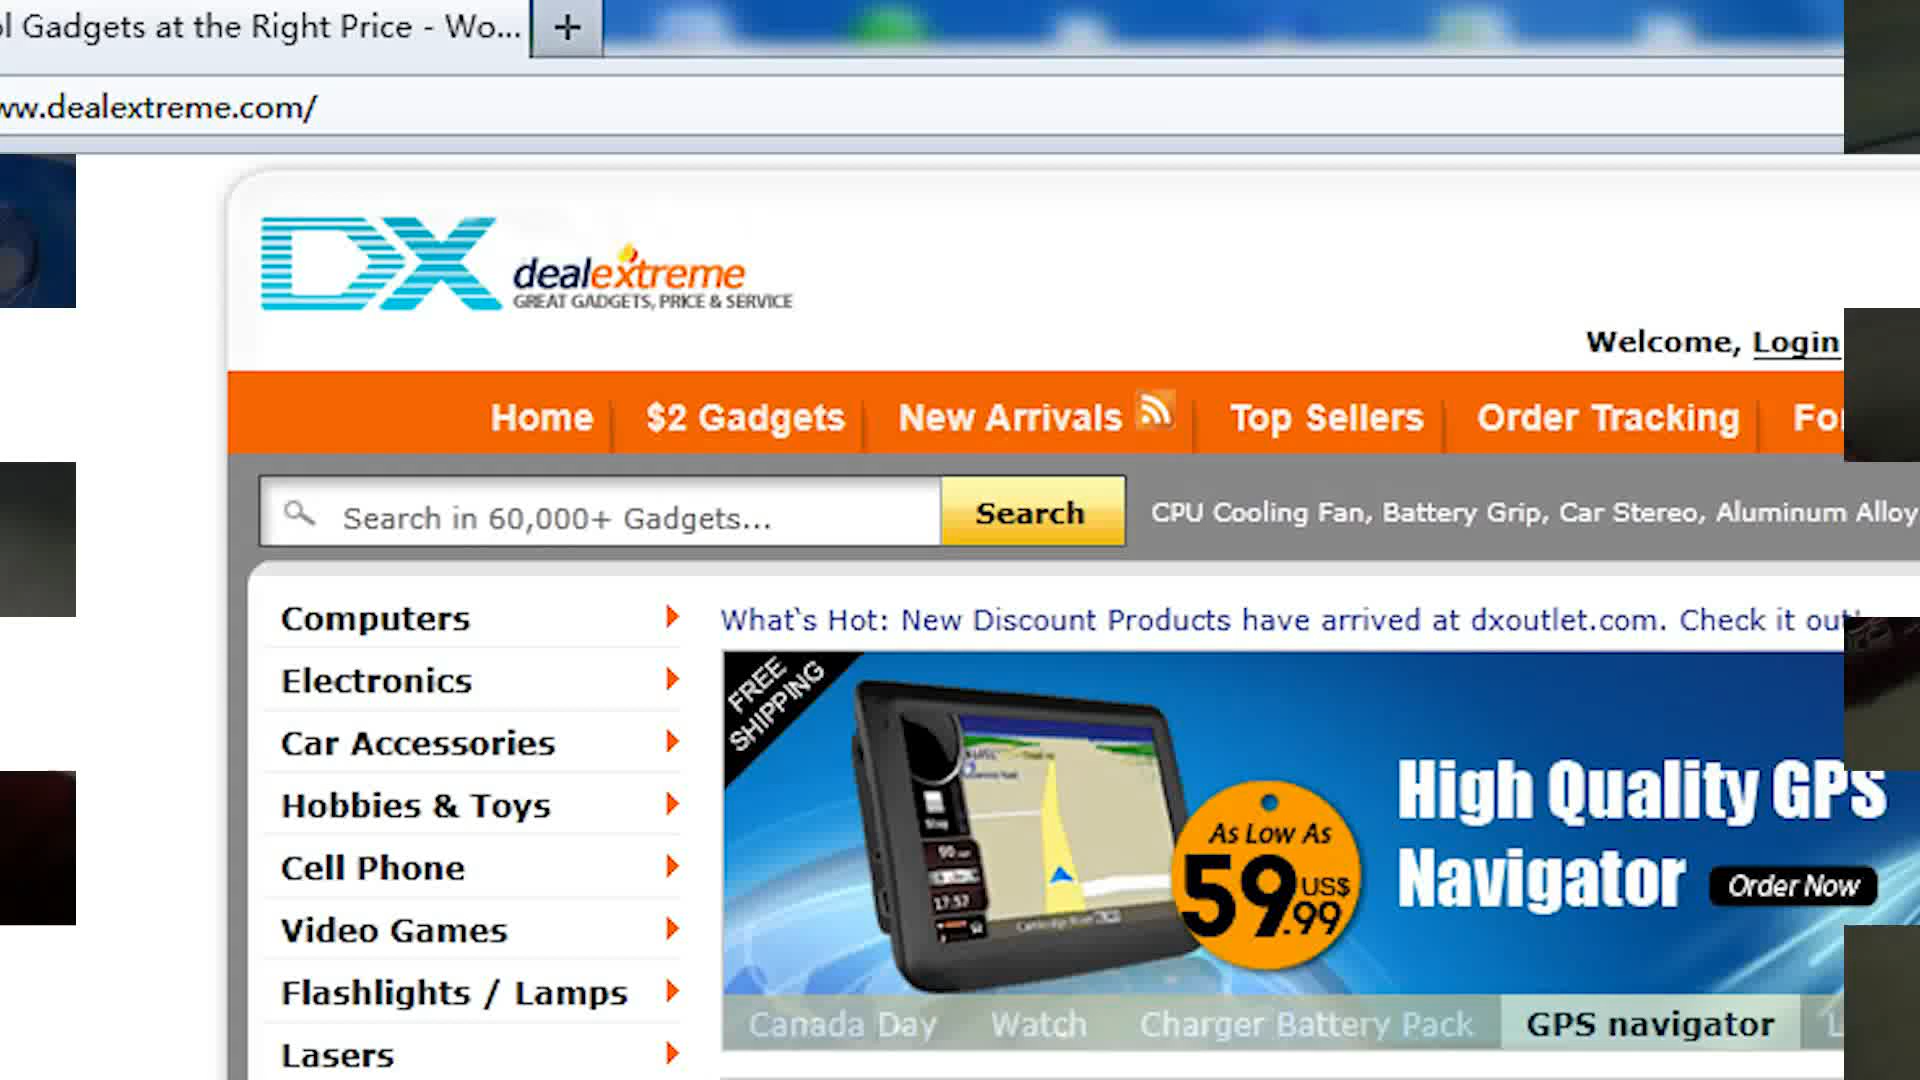 l Gadgets at the Right Price - Wo...
ww.dealextreme.com/
DX dealextreme
GREAT GADGETS, PRICE & SERVICE
Welcome, Login
Home $2 Gadgets New Arrivals Top Sellers Order Tracking Fo
Search in 60,000+ Gadgets... Search CPU Cooling Fan, Battery Grip, Car Stereo, Aluminum Alloy
Computers
Electronics
Car Accessories
Hobbies & Toys
Cell Phone
Video Games
Flashlights / Lamps
Lasers
What's Hot: New Discount Products have arrived at dxoutlet.com. Check it out!
FREE
SHIPPING
17:57
As Low As
59.99 US$
High Quality GPS
Navigator
Order Now
Canada Day Watch Charger Battery Pack GPS navigator